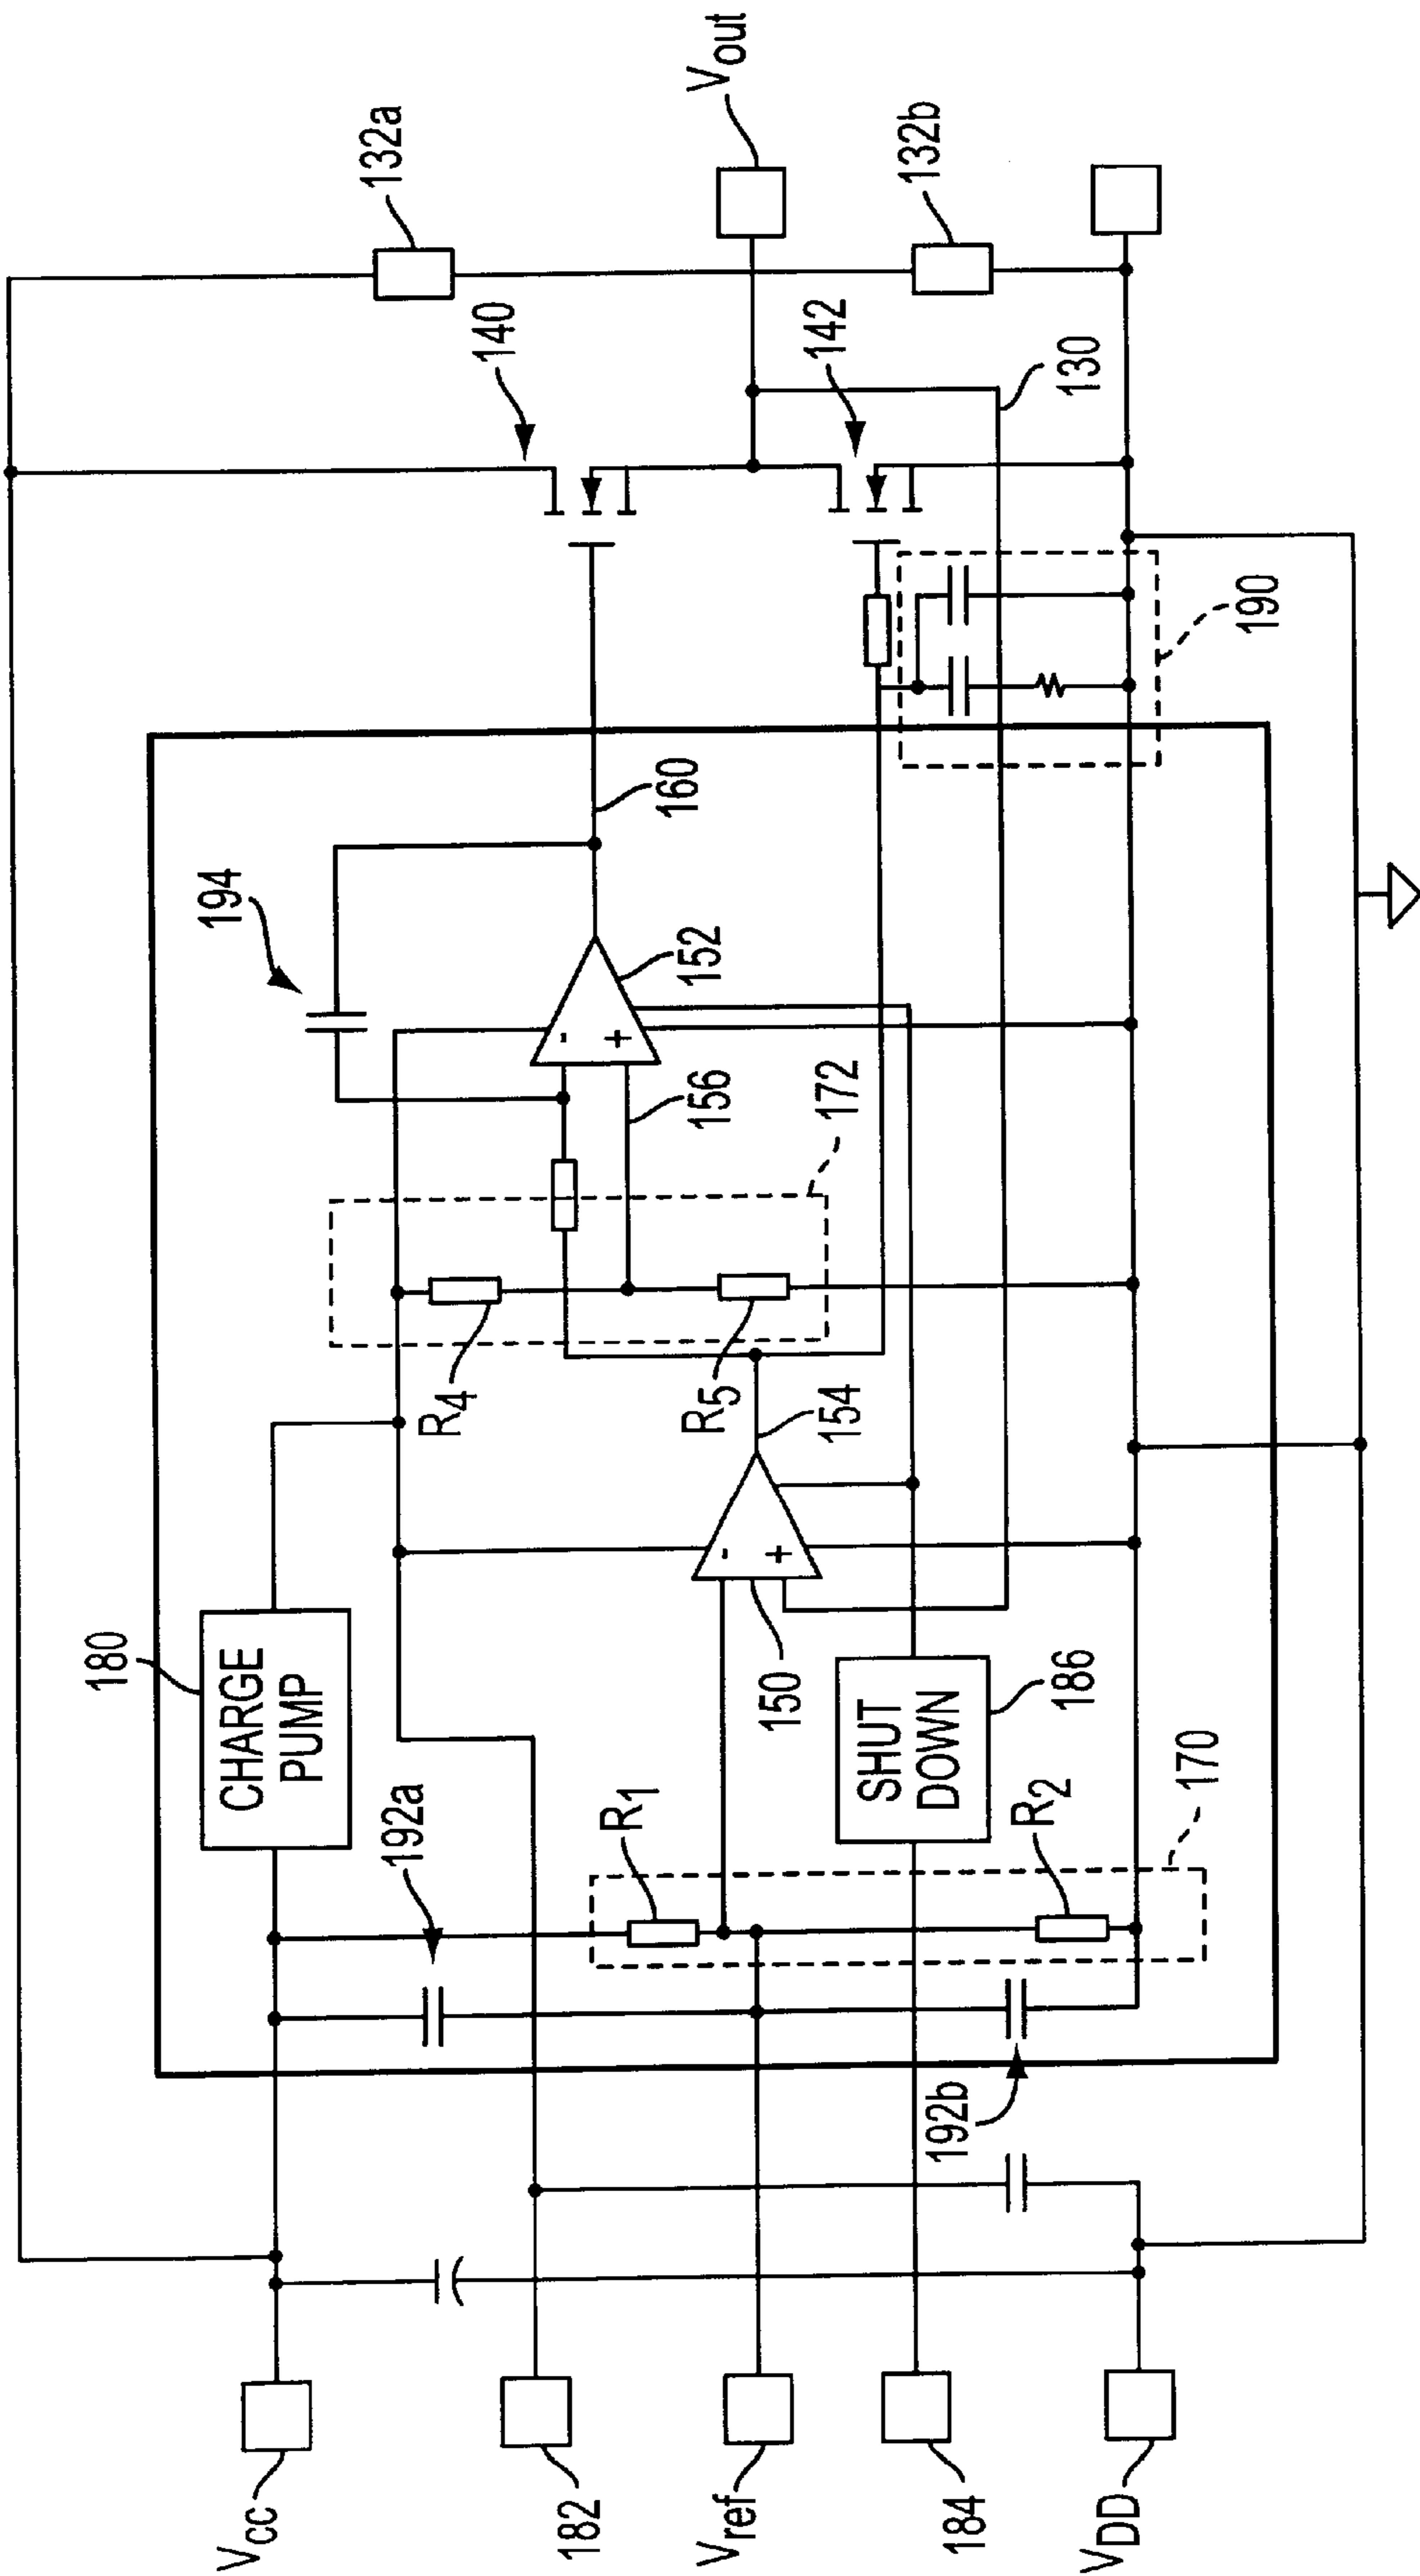 132a
V out
132b
140
142
130
190
160
194
152
156
172
-
+
R4
R5
154
-
+
180
CHARGE
PUMP
150
SHUT
DOWN
186
192a
R1
R2
170
192b
Vcc
182
Vref
184
VDD